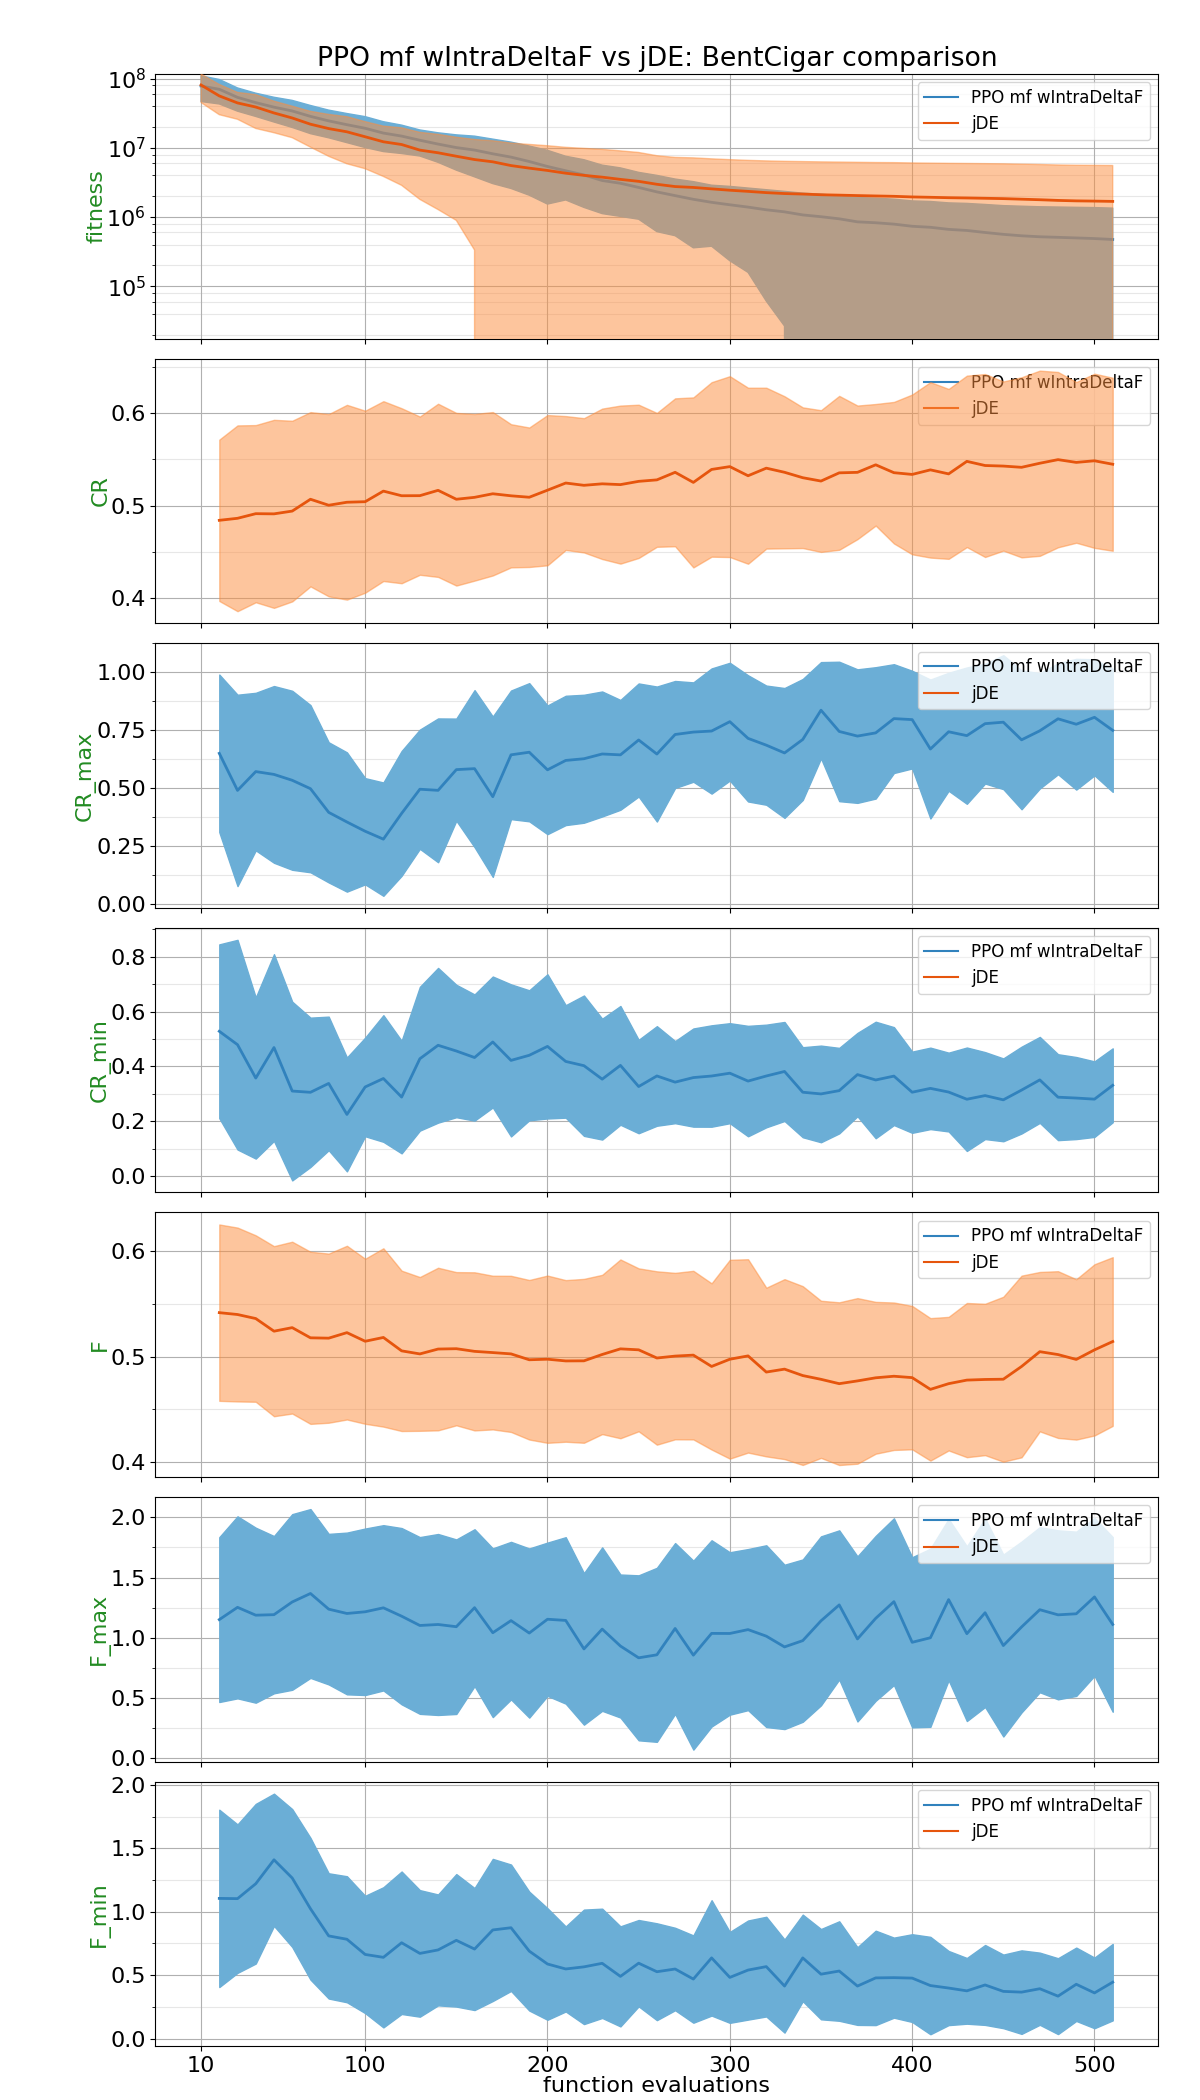 PPO mf wIntraDeltaF vs jDE: BentCigar comparison
10^8
10^7
10^6
10^5
fitness
PPO mf wIntraDeltaF
jDE
0.6
0.5
0.4
CR
PPO mf wIntraDeltaF
jDE
1.00
0.75
0.50
0.25
0.00
CR_max
PPO mf wIntraDeltaF
jDE
0.8
0.6
0.4
0.2
0.0
CR_min
PPO mf wIntraDeltaF
jDE
0.6
0.5
0.4
F
PPO mf wIntraDeltaF
jDE
2.0
1.5
1.0
0.5
0.0
F_max
PPO mf wIntraDeltaF
jDE
2.0
1.5
1.0
0.5
0.0
F_min
PPO mf wIntraDeltaF
jDE
10 100 200 300 400 500
function evaluations